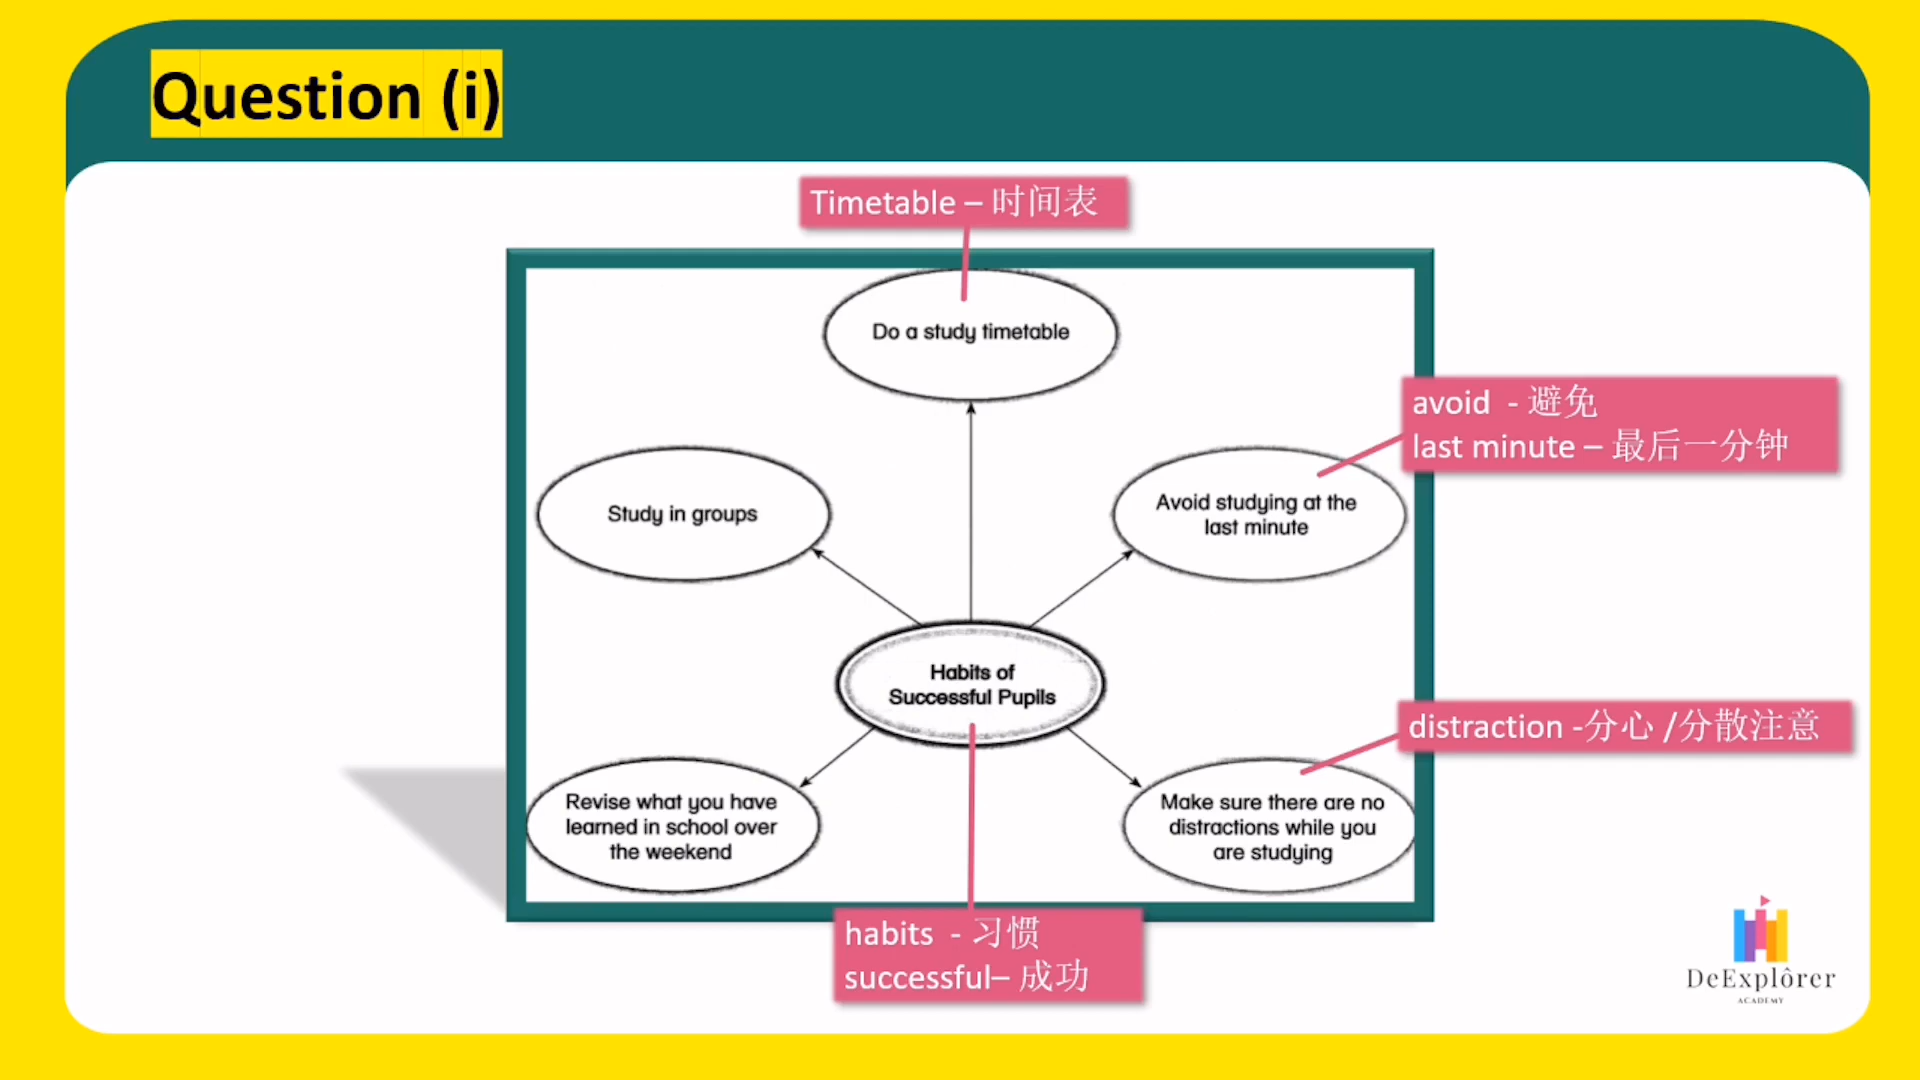 Question (i)
Timetable – 时间表
Do a study timetable
avoid - 避免
last minute – 最后一分钟
Study in groups
Avoid studying at the
last minute
Habits of
Successful Pupils
distraction -分心 /分散注意
Revise what you have
learned in school over
the weekend
Make sure there are no
distractions while you
are studying
habits - 习惯
successful– 成功
DeExplôrer
ACADEMY